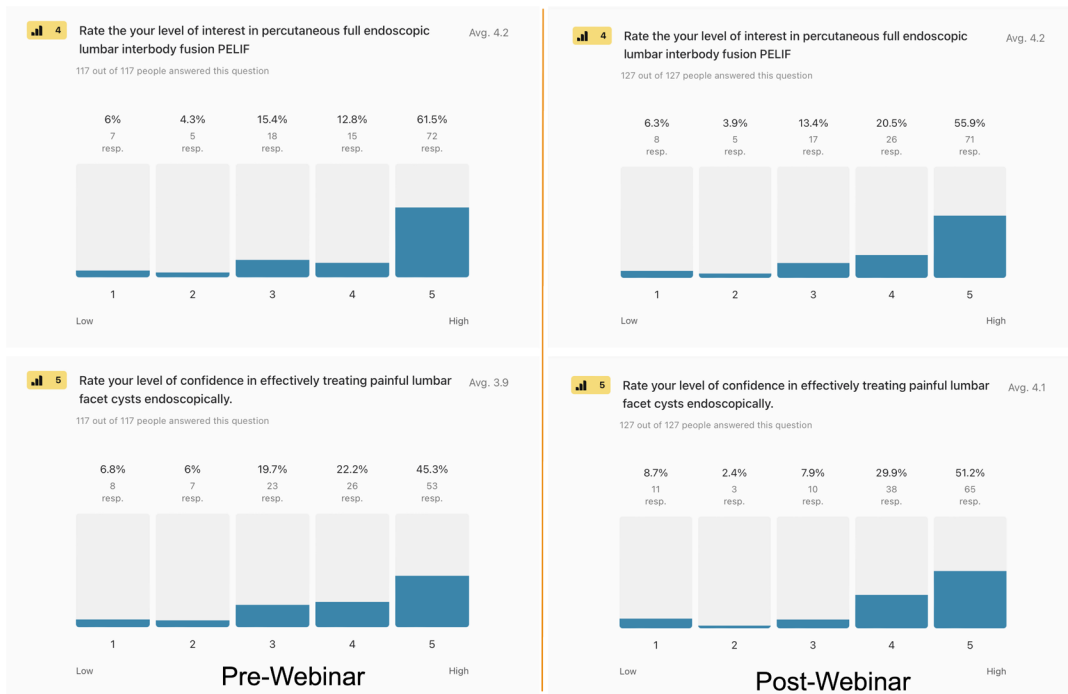 4 Rate the your level of interest in percutaneous full endoscopic Avg. 4.2
lumbar interbody fusion PELIF
117 out of 117 people answered this question
6% 4.3% 15.4% 12.8% 61.5%
7 5 18 15 72
resp. resp. resp. resp. resp.
1 2 3 4 5
Low High
5 Rate your level of confidence in effectively treating painful lumbar Avg. 3.9
facet cysts endoscopically.
117 out of 117 people answered this question
6.8% 6% 19.7% 22.2% 45.3%
8 7 23 26 53
resp. resp. resp. resp. resp.
1 2 3 4 5
Low High
Pre-Webinar
4 Rate the your level of interest in percutaneous full endoscopic Avg. 4.2
lumbar interbody fusion PELIF
127 out of 127 people answered this question
6.3% 3.9% 13.4% 20.5% 55.9%
8 5 17 26 71
resp. resp. resp. resp. resp.
1 2 3 4 5
Low High
5 Rate your level of confidence in effectively treating painful lumbar Avg. 4.1
facet cysts endoscopically.
127 out of 127 people answered this question
8.7% 2.4% 7.9% 29.9% 51.2%
11 3 10 38 65
resp. resp. resp. resp. resp.
1 2 3 4 5
Low High
Post-Webinar